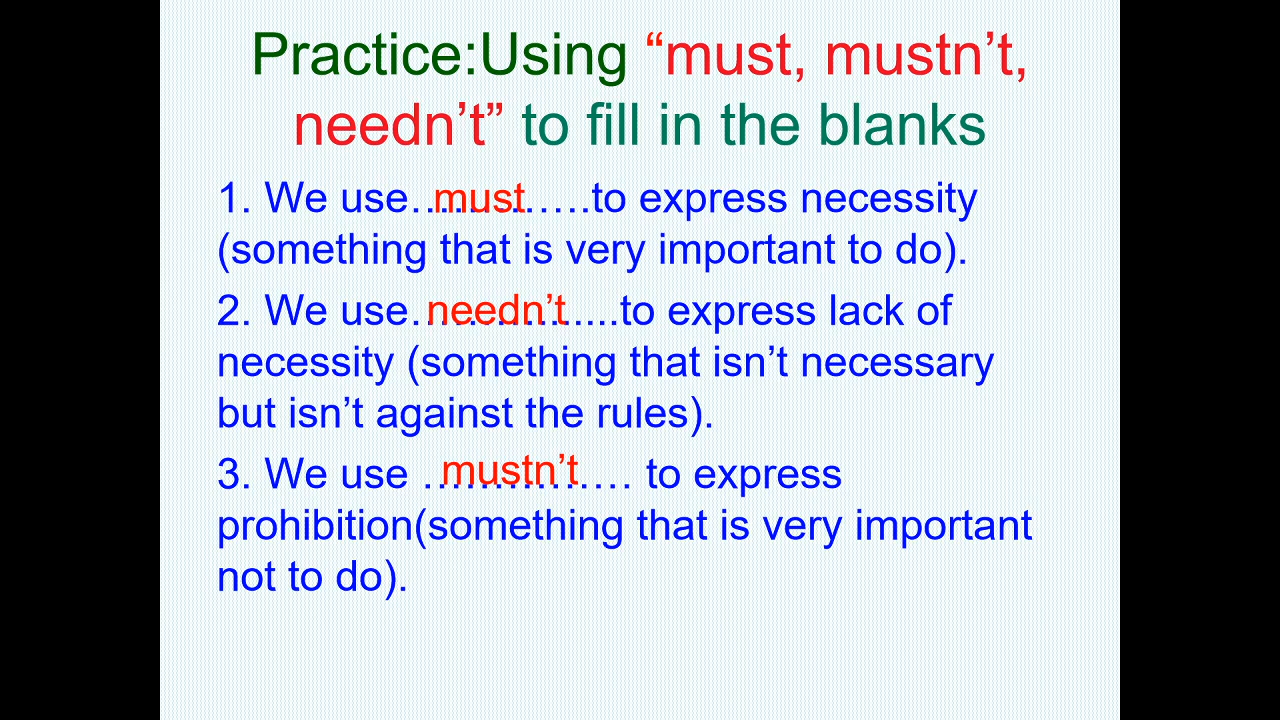 Practice:Using “must, mustn’t,
needn’t” to fill in the blanks
1. We use…must……..to express necessity
(something that is very important to do).
2. We use…needn’t…....to express lack of
necessity (something that isn’t necessary
but isn’t against the rules).
3. We use …mustn’t…… to express
prohibition(something that is very important
not to do).